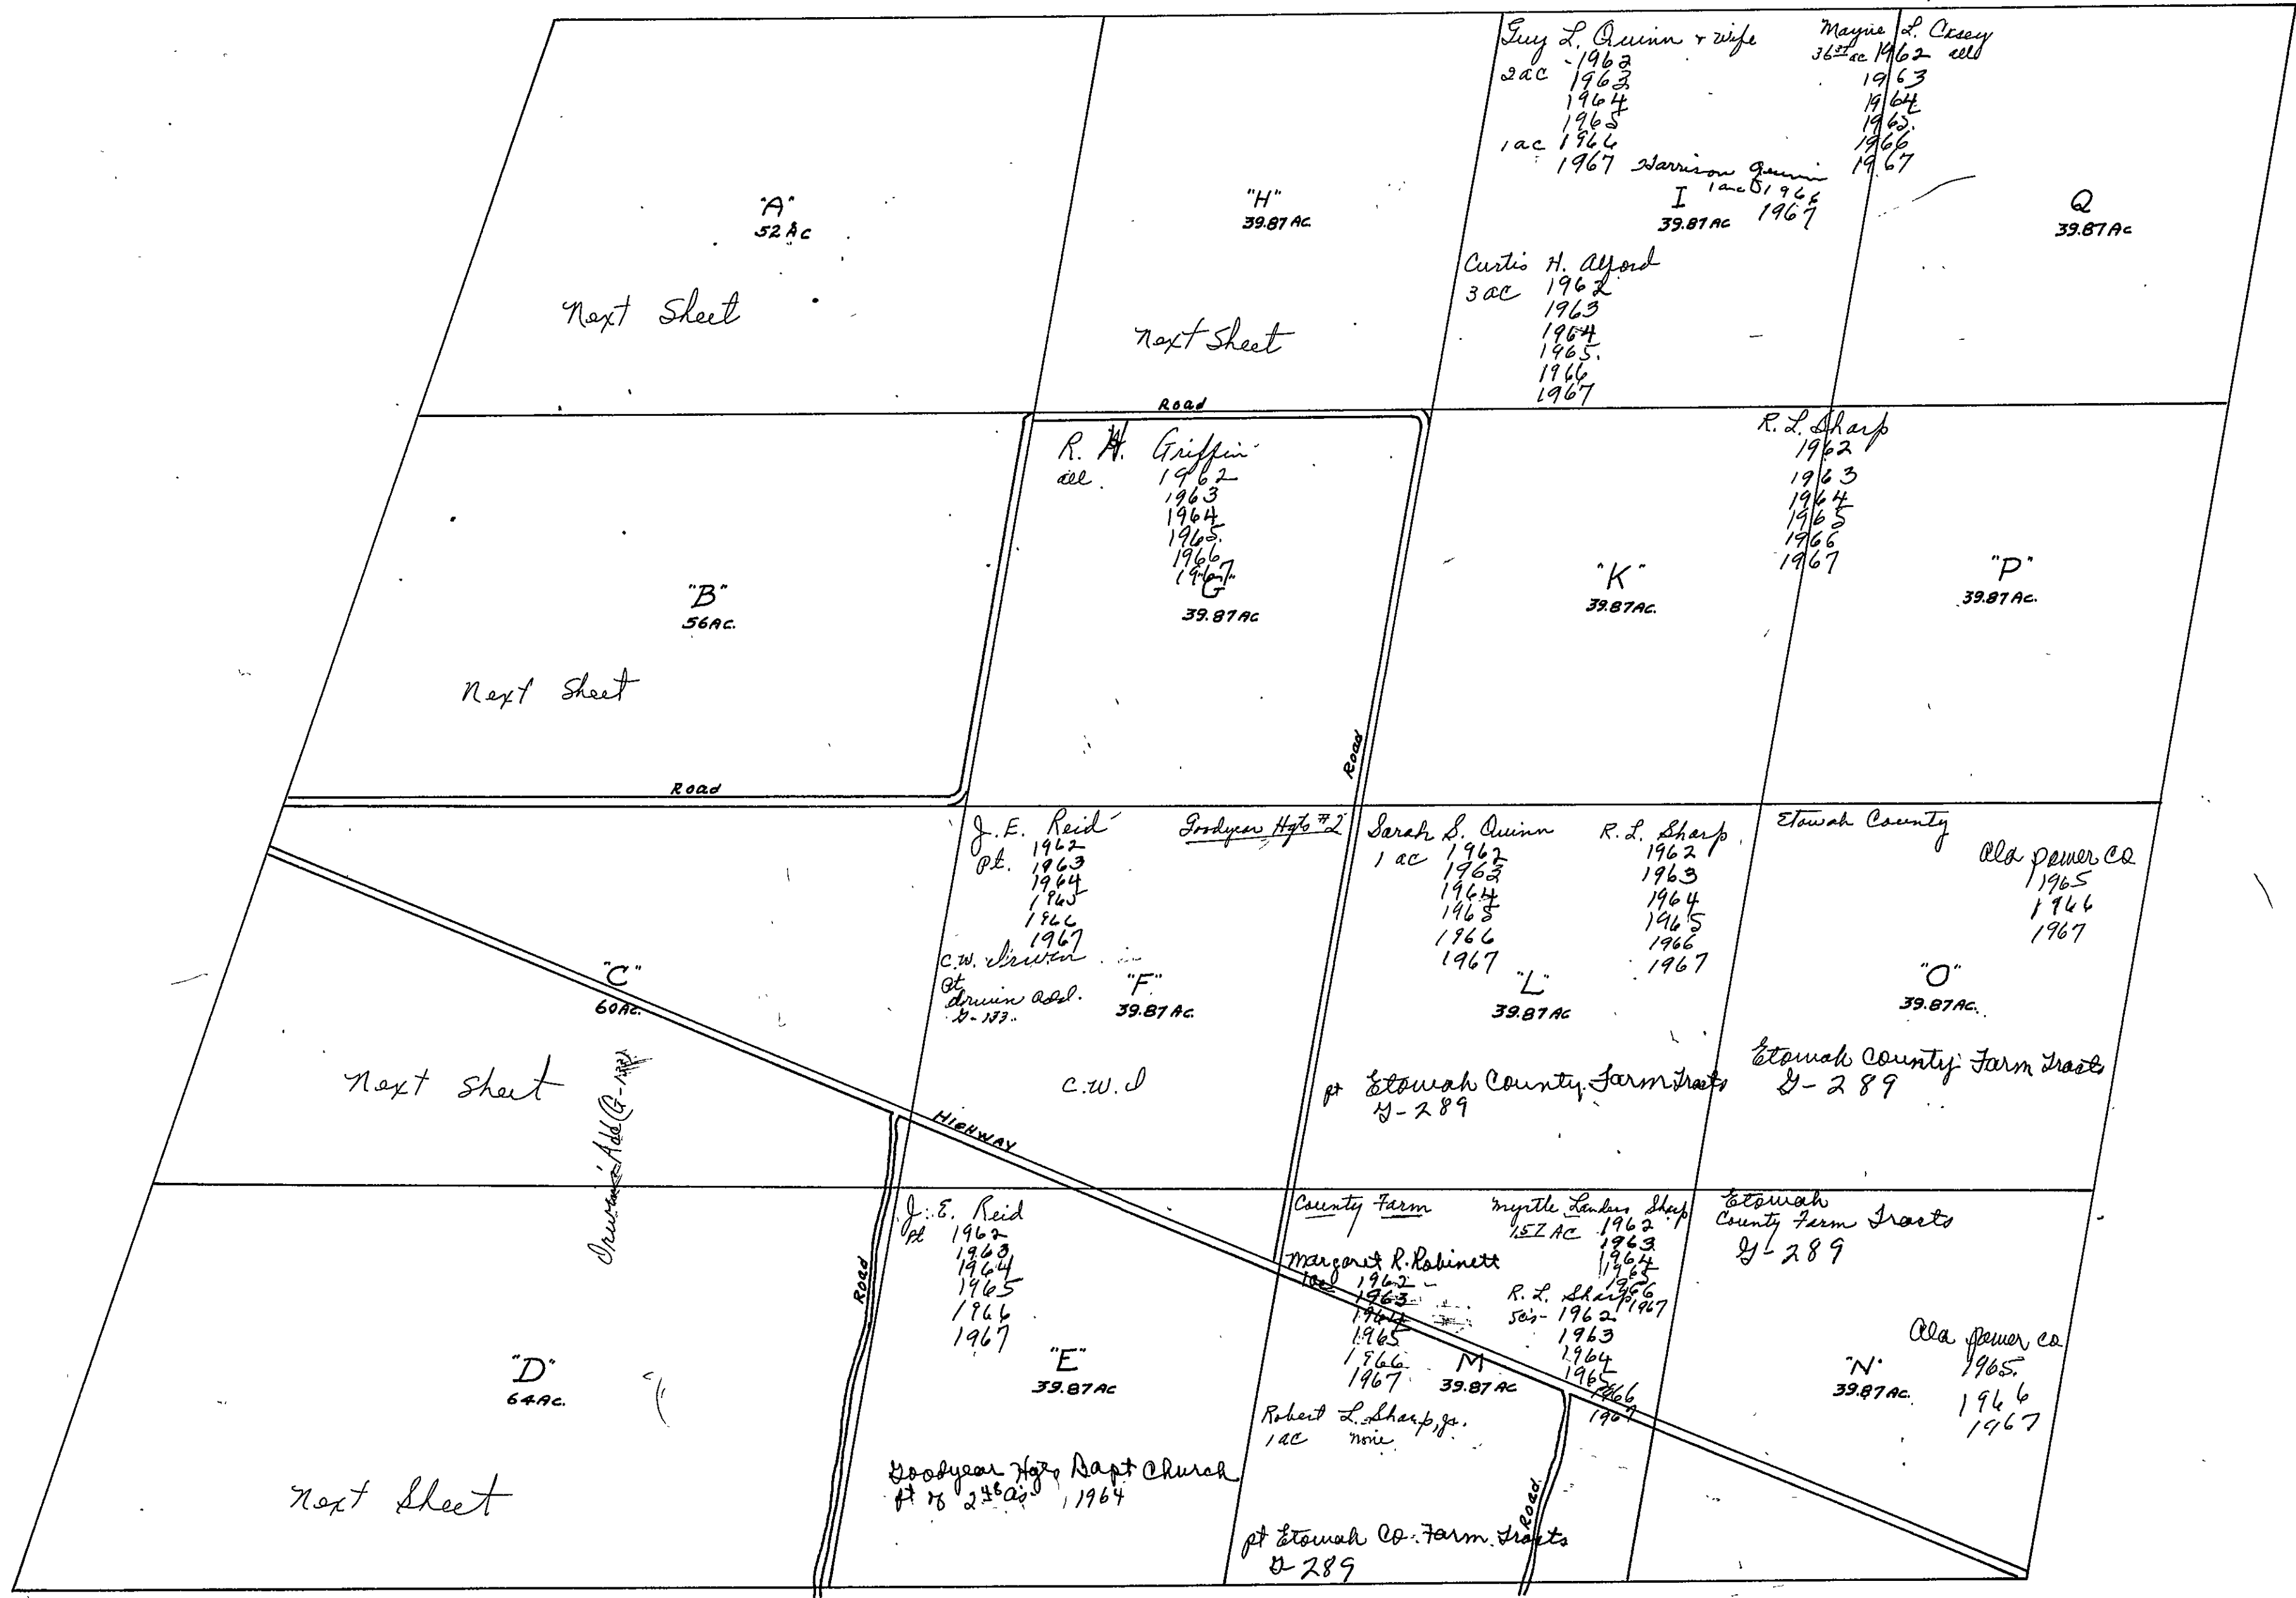 "A"
52 Ac
Next Sheet
"H"
39.87 Ac.
Next Sheet
Guy L. Quinn & wife
1962
2 ac 1963
1964
1965
1 ac 1966
1967
Harrison Quinn
1966
1967
I
39.87 Ac
Curtis H. Alford
3 ac 1962
1963
1964
1965.
1966
1967
L. Casey
ac 1962 all
1963
1964
1965.
1966
1967
Q
39.87 Ac
"B"
56 Ac.
Next Sheet
Road
Road
R. H. Griffin
all 1962
1963
1964
1965.
1966
1967
"G"
39.87 Ac
Road
"K"
39.87 Ac.
R. L. Sharp
1962
1963
1964
1965
1966
1967
"P"
39.87 Ac.
"C"
60 Ac.
Next Sheet
J. E. Reid
1962
pt. 1963
1964
1965
1966
1967
Goodyear Hgts #2
C.W. Irwin
pt
Irwin Add.
G-133
"F"
39.87 Ac.
C.W.I
HIGHWAY
Sarah S. Quinn
1 ac 1962
1963
1964
1965
1966
1967
R. L. Sharp
1962
1963
1964
1965
1966
1967
"L"
39.87 Ac
pt Etowah County Farm Tracts
G-289
Etowah County
Ala power co
1965
1966
1967
"O"
39.87 Ac.
Etowah County Farm Tracts
G-289
"D"
64 Ac.
Next Sheet
Road
J. E. Reid
pt 1962
1963
1964
1965
1966
1967
"E"
39.87 Ac
Goodyear Hgts Bapt Church
pt of 1964
County Farm
Margaret R. Robinett
1962
1963
1964
1965
1966
1967
Myrtle Landers Sharp
1.57 AC 1962
1963
1964
1965
1966
1967
R. L. Sharp
1962
1963
1964
1965
1966
1967
M
39.87 Ac
Robert L. Sharp, Jr.
1 ac none
Road
pt Etowah Co. Farm Tracts
G-289
Etowah
County Farm Tracts
G-289
Ala power co
1965.
1966
1967
"N"
39.87 Ac.